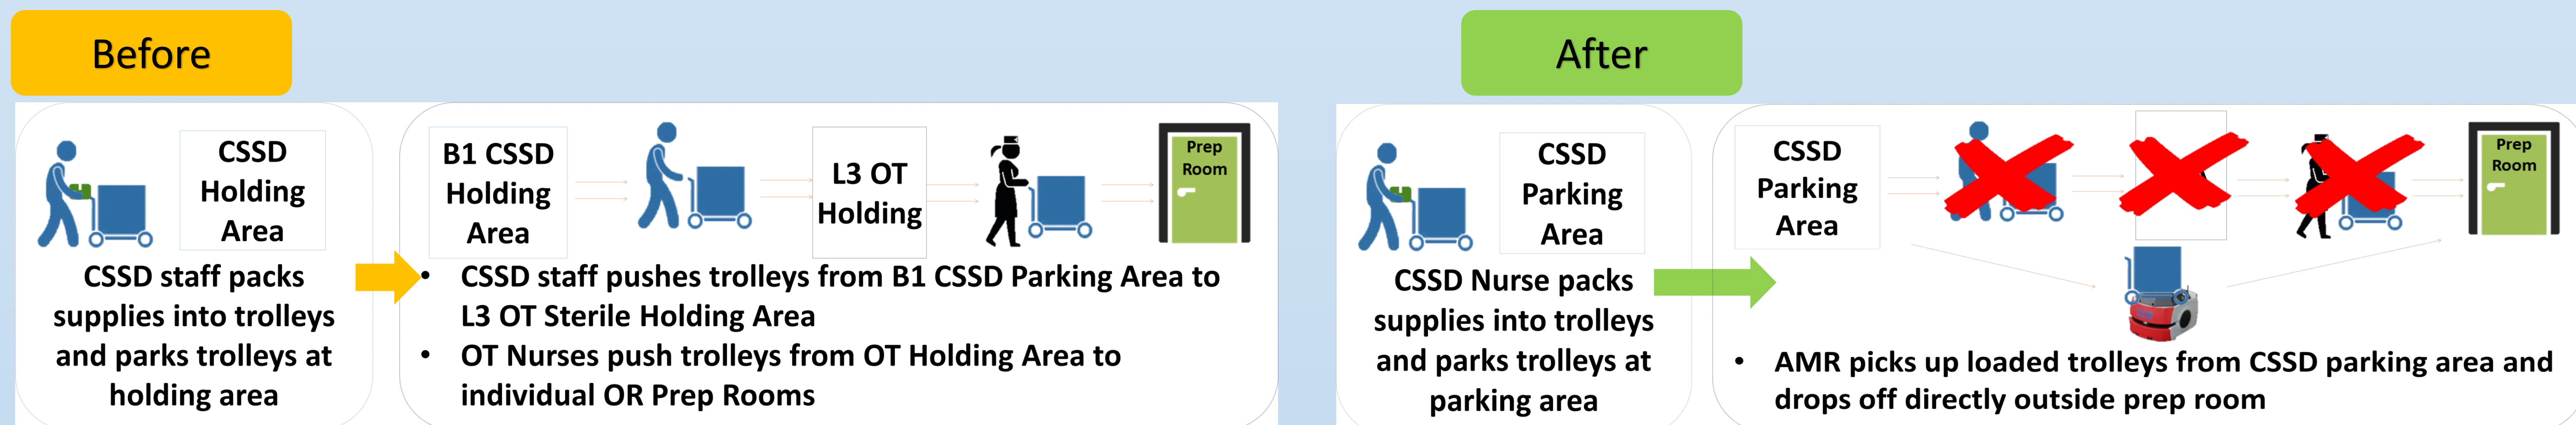 Before
CSSD
Holding
Area
CSSD staff packs
supplies into trolleys
and parks trolleys at
holding area
B1 CSSD
Holding
Area
L3 OT
Holding
Prep
Room
• CSSD staff pushes trolleys from B1 CSSD Parking Area to
L3 OT Sterile Holding Area
• OT Nurses push trolleys from OT Holding Area to
individual OR Prep Rooms
After
CSSD
Parking
Area
CSSD Nurse packs
supplies into trolleys
and parks trolleys at
parking area
CSSD
Parking
Area
Prep
Room
• AMR picks up loaded trolleys from CSSD parking area and
drops off directly outside prep room